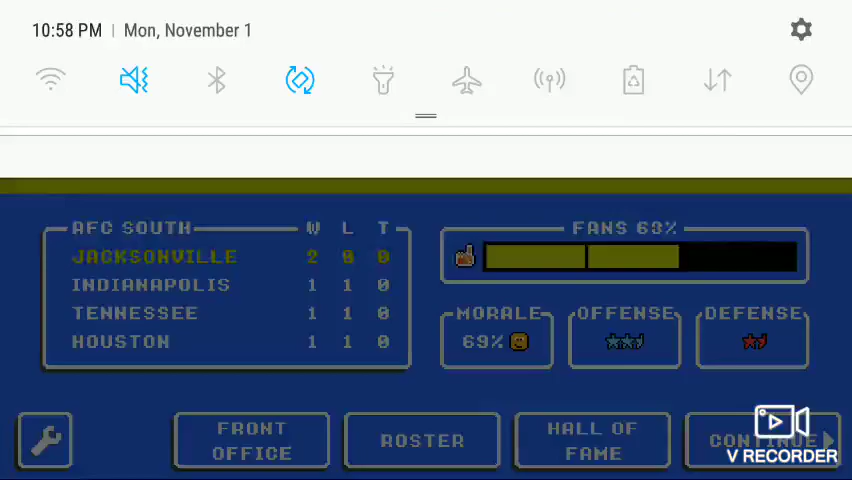 10:58 PM | Mon, November 1
AFC SOUTH W L T
JACKSONVILLE 2 0 0
INDIANAPOLIS 1 1 0
TENNESSEE 1 1 0
HOUSTON 1 1 0
FANS 63%
MORALE
69%
OFFENSE
DEFENSE
FRONT
OFFICE
ROSTER
HALL OF
FAME
CONTINUE
V RECORDER